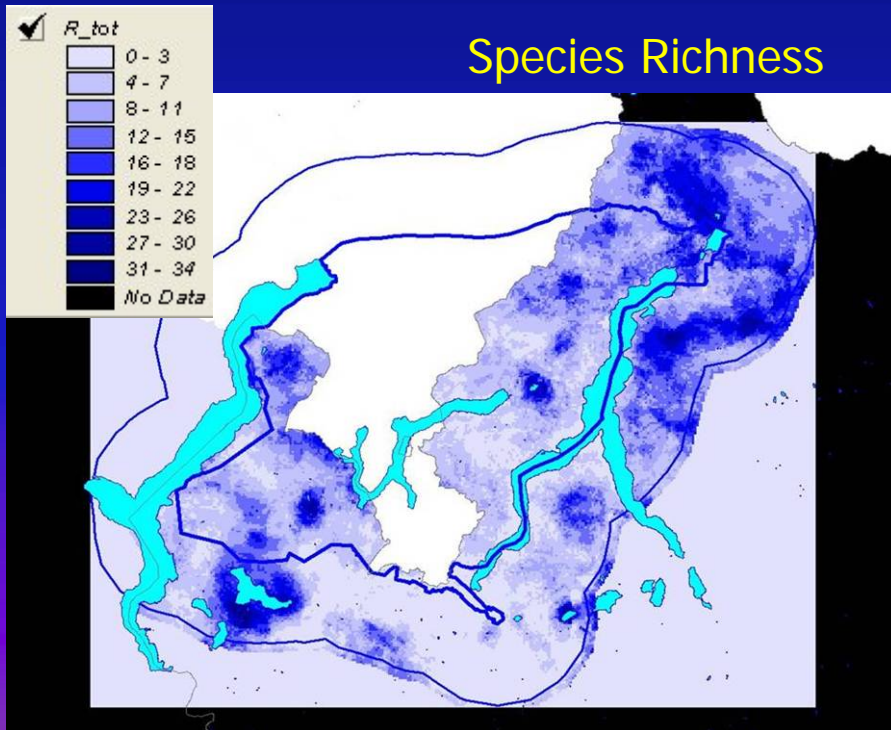 R_tot
0 - 3
4 - 7
8 - 11
12 - 15
16 - 18
19 - 22
23 - 26
27 - 30
31 - 34
No Data
Species Richness